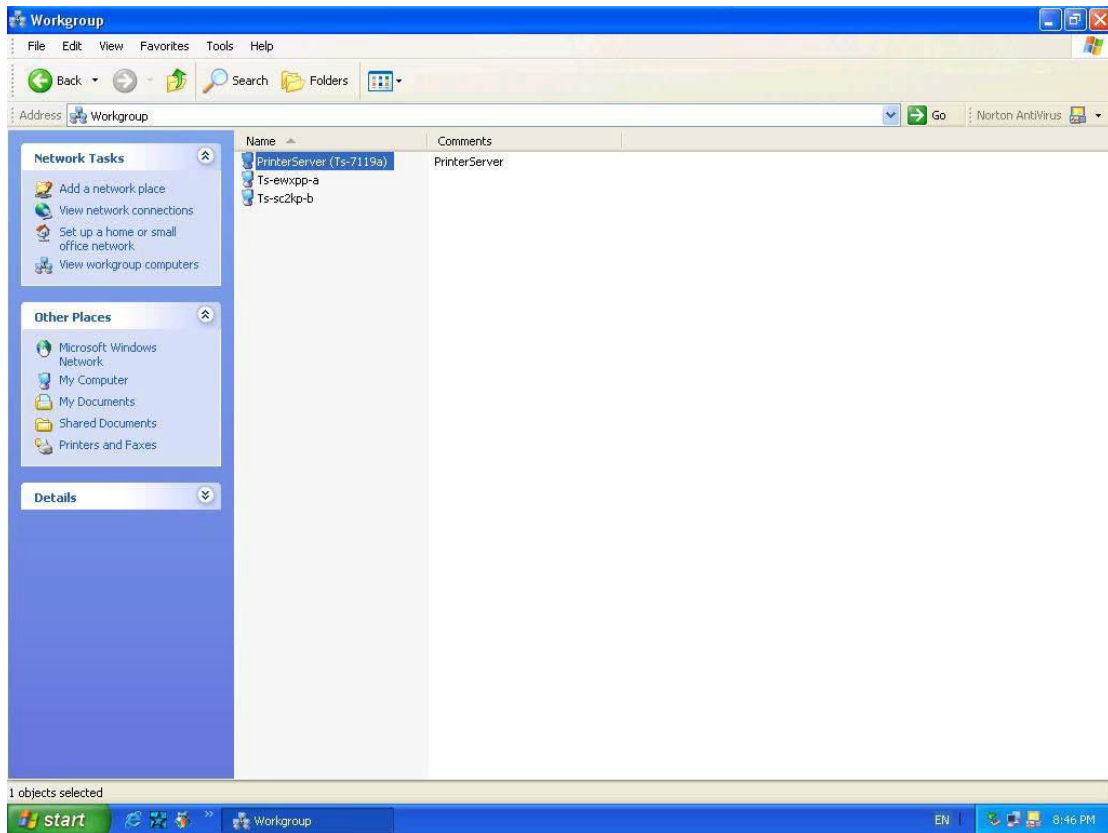 Workgroup
File Edit View Favorites Tools Help
Back Search Folders
Address Workgroup Go Norton AntiVirus
Name Comments
Network Tasks
Add a network place
View network connections
Set up a home or small
office network
View workgroup computers
Other Places
Microsoft Windows
Network
My Computer
My Documents
Shared Documents
Printers and Faxes
Details
PrinterServer (Ts-7119a) PrinterServer
Ts-ewxpp-a
Ts-sc2kp-b
1 objects selected
start Workgroup EN 8:46 PM